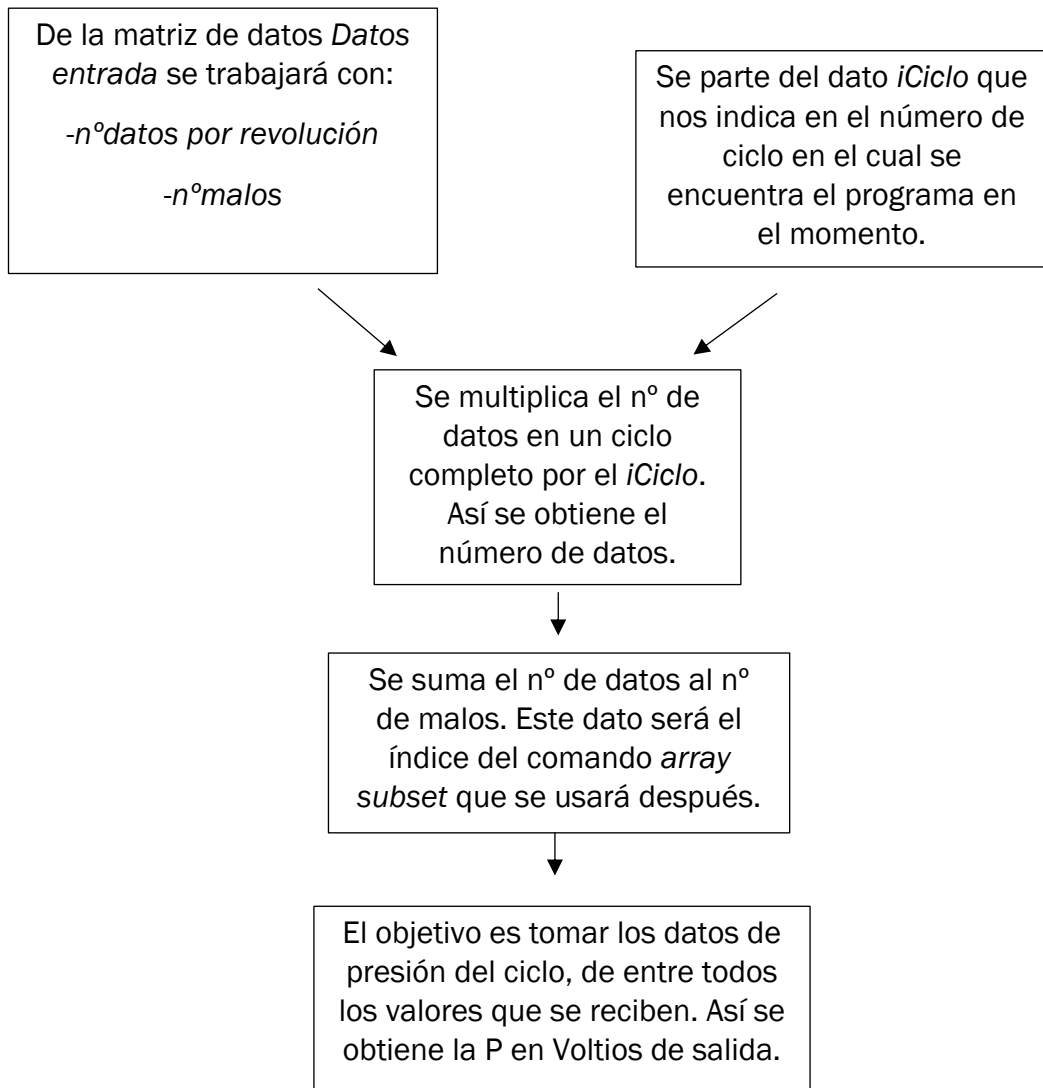 De la matriz de datos Datos
entrada se trabajará con:
-nºdatos por revolución
-nºmalos
Se parte del dato iCiclo que
nos indica en el número de
ciclo en el cual se
encuentra el programa en
el momento.
Se multiplica el nº de
datos en un ciclo
completo por el iCiclo.
Así se obtiene el
número de datos.
Se suma el nº de datos al nº
de malos. Este dato será el
índice del comando array
subset que se usará después.
El objetivo es tomar los datos de
presión del ciclo, de entre todos
los valores que se reciben. Así se
obtiene la P en Voltios de salida.